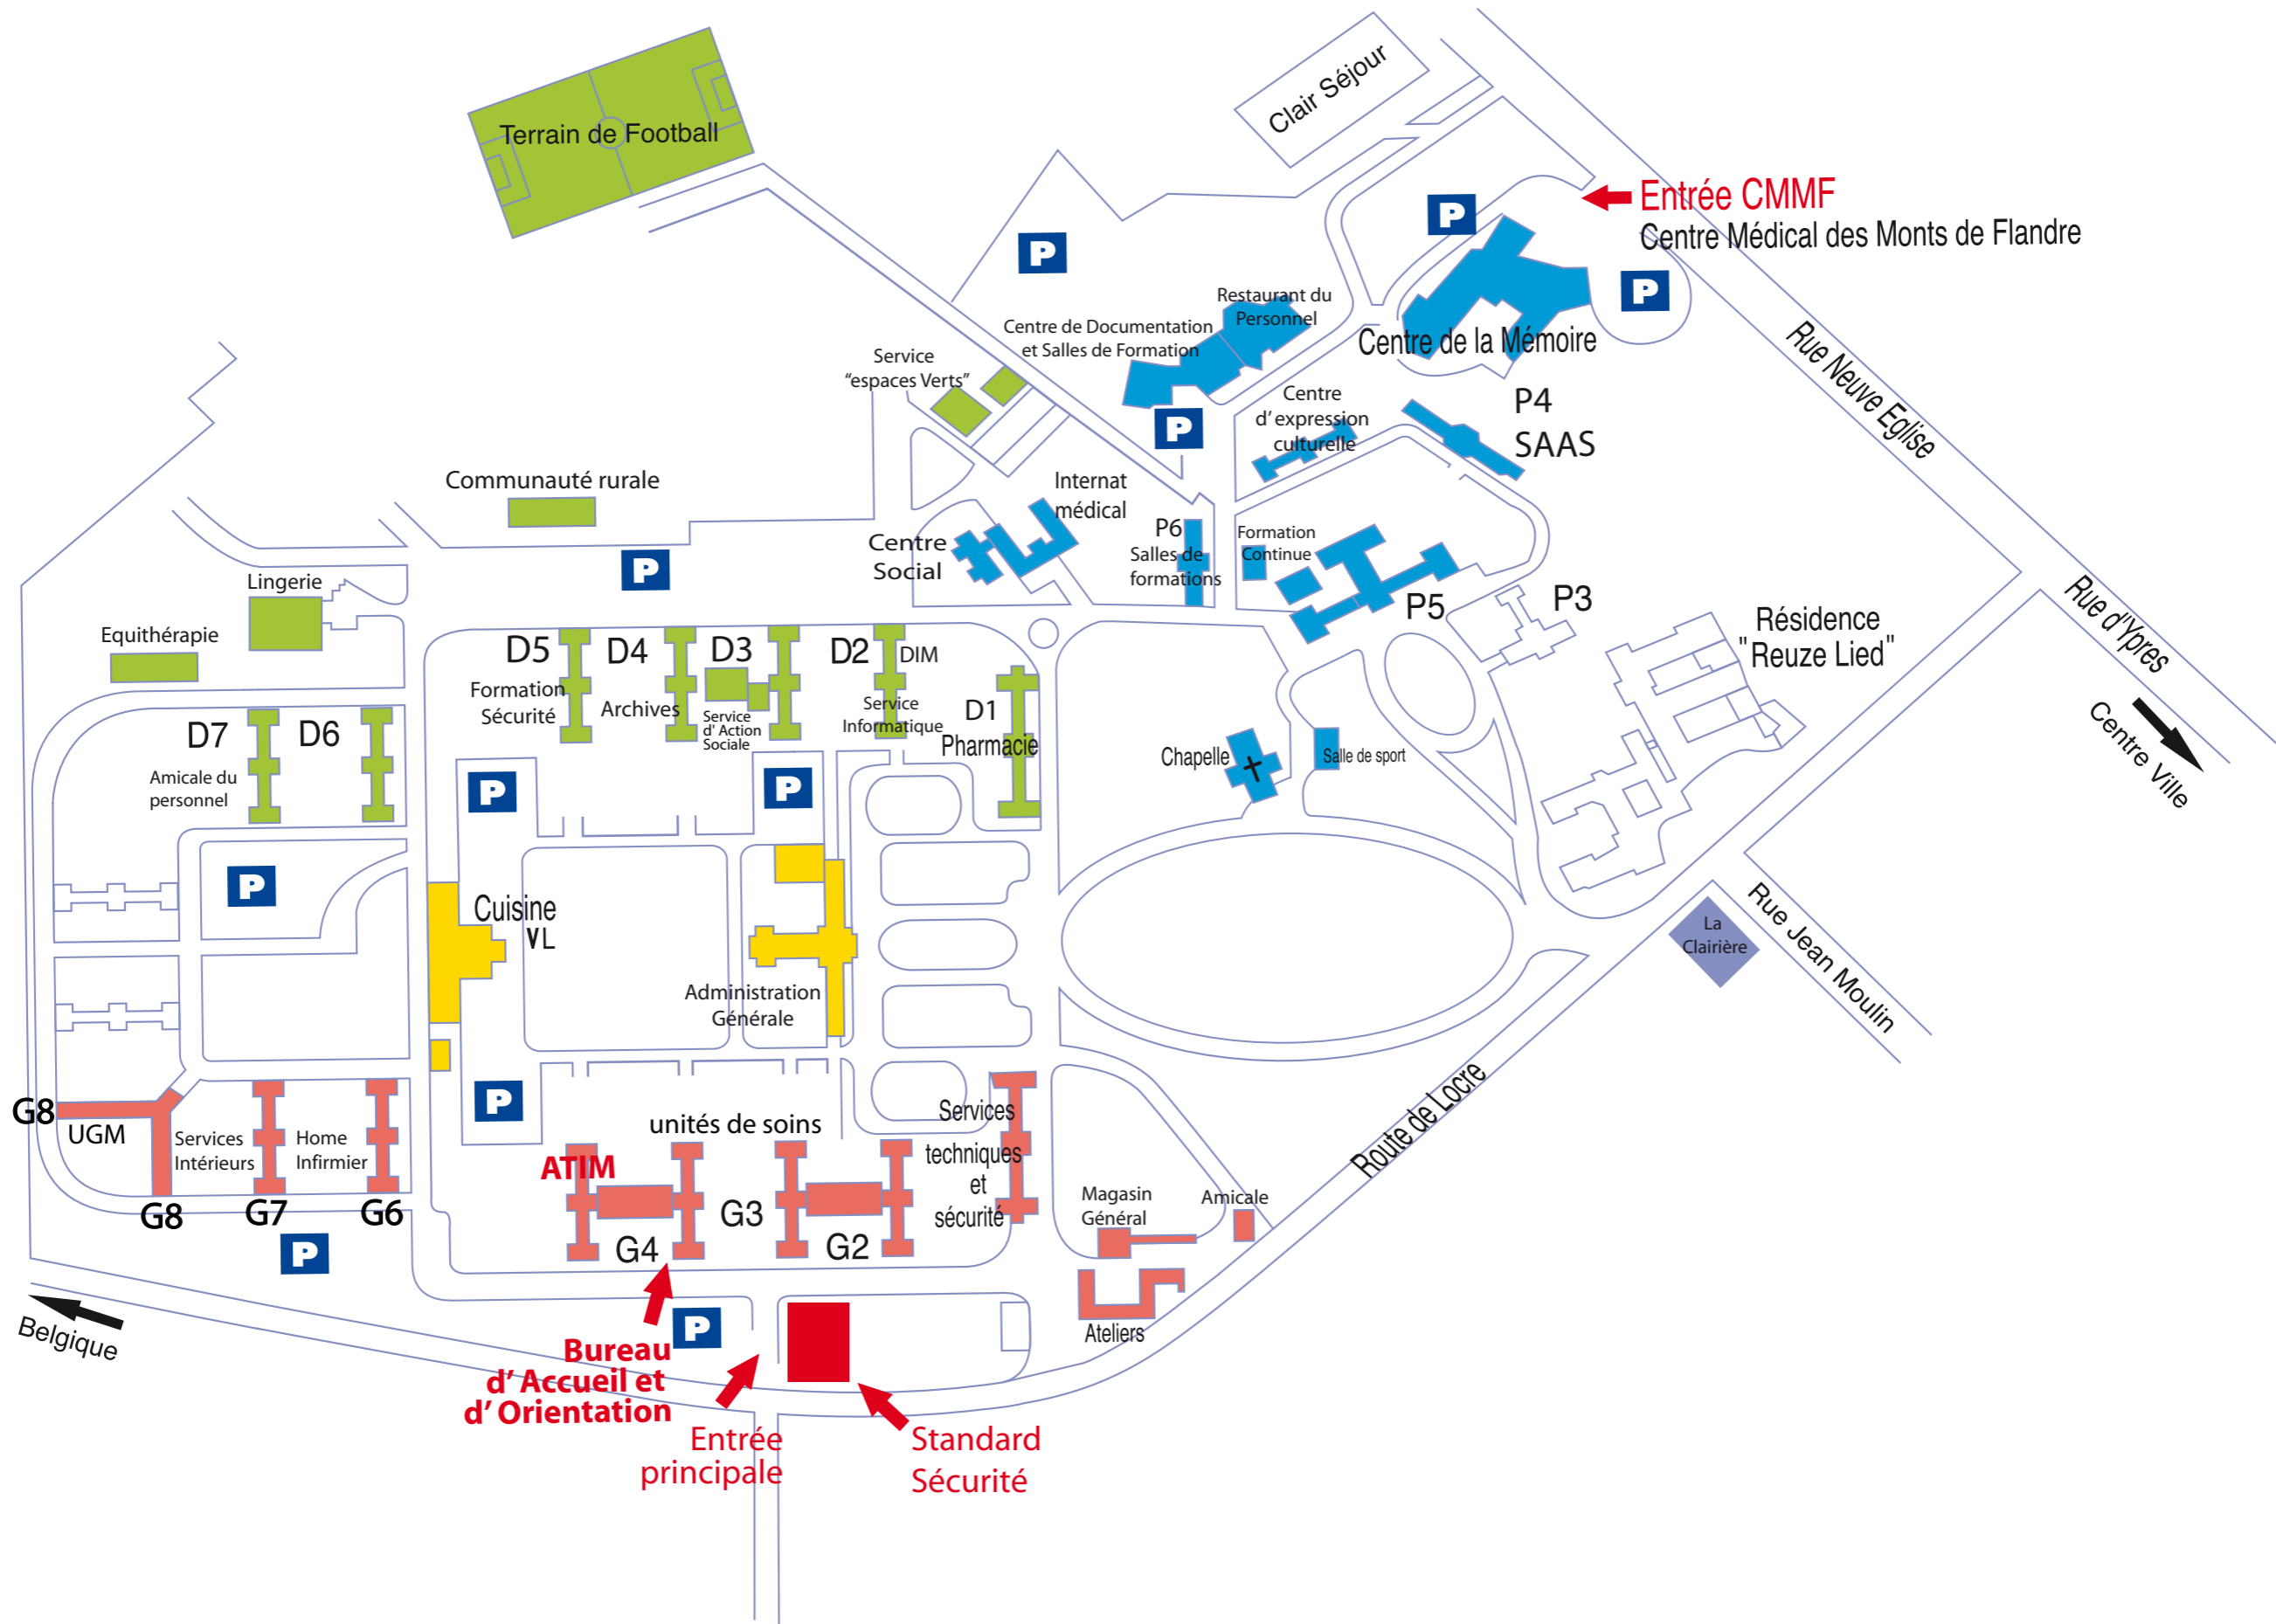 Terrain de Football
Clair Séjour
P
Entrée CMMF
Centre Médical des Monts de Flandre
P
P
Restaurant du
Personnel
Centre de Documentation
et Salles de Formation
Centre de la Mémoire
Rue Neuve Eglise
Service
“espaces Verts”
P
Centre
d’ expression
culturelle
P4
SAAS
Communauté rurale
Internat
médical
P
Centre
Social
P6
Salles de
formations
Formation
Continue
P5
P3
Résidence
"Reuze Lied"
Rue d'Ypres
Centre Ville
Lingerie
Equithérapie
D5
Formation
Sécurité
D4
Archives
D3
Service
d’ Action
Sociale
D2
DIM
Service
Informatique
D1
Pharmacie
D7
Amicale du
personnel
D6
Chapelle
Salle de sport
P
P
P
Cuisine
VL
Administration
Générale
La
Clairière
Rue Jean Moulin
Route de Locre
P
G8
UGM
Services
Intérieurs
Home
Infirmier
G8
G7
G6
unités de soins
ATIM
G4
G3
G2
Services
techniques
et
sécurité
Magasin
Général
Amicale
Ateliers
P
P
Belgique
Bureau
d’ Accueil et
d’ Orientation
Entrée
principale
Standard
Sécurité